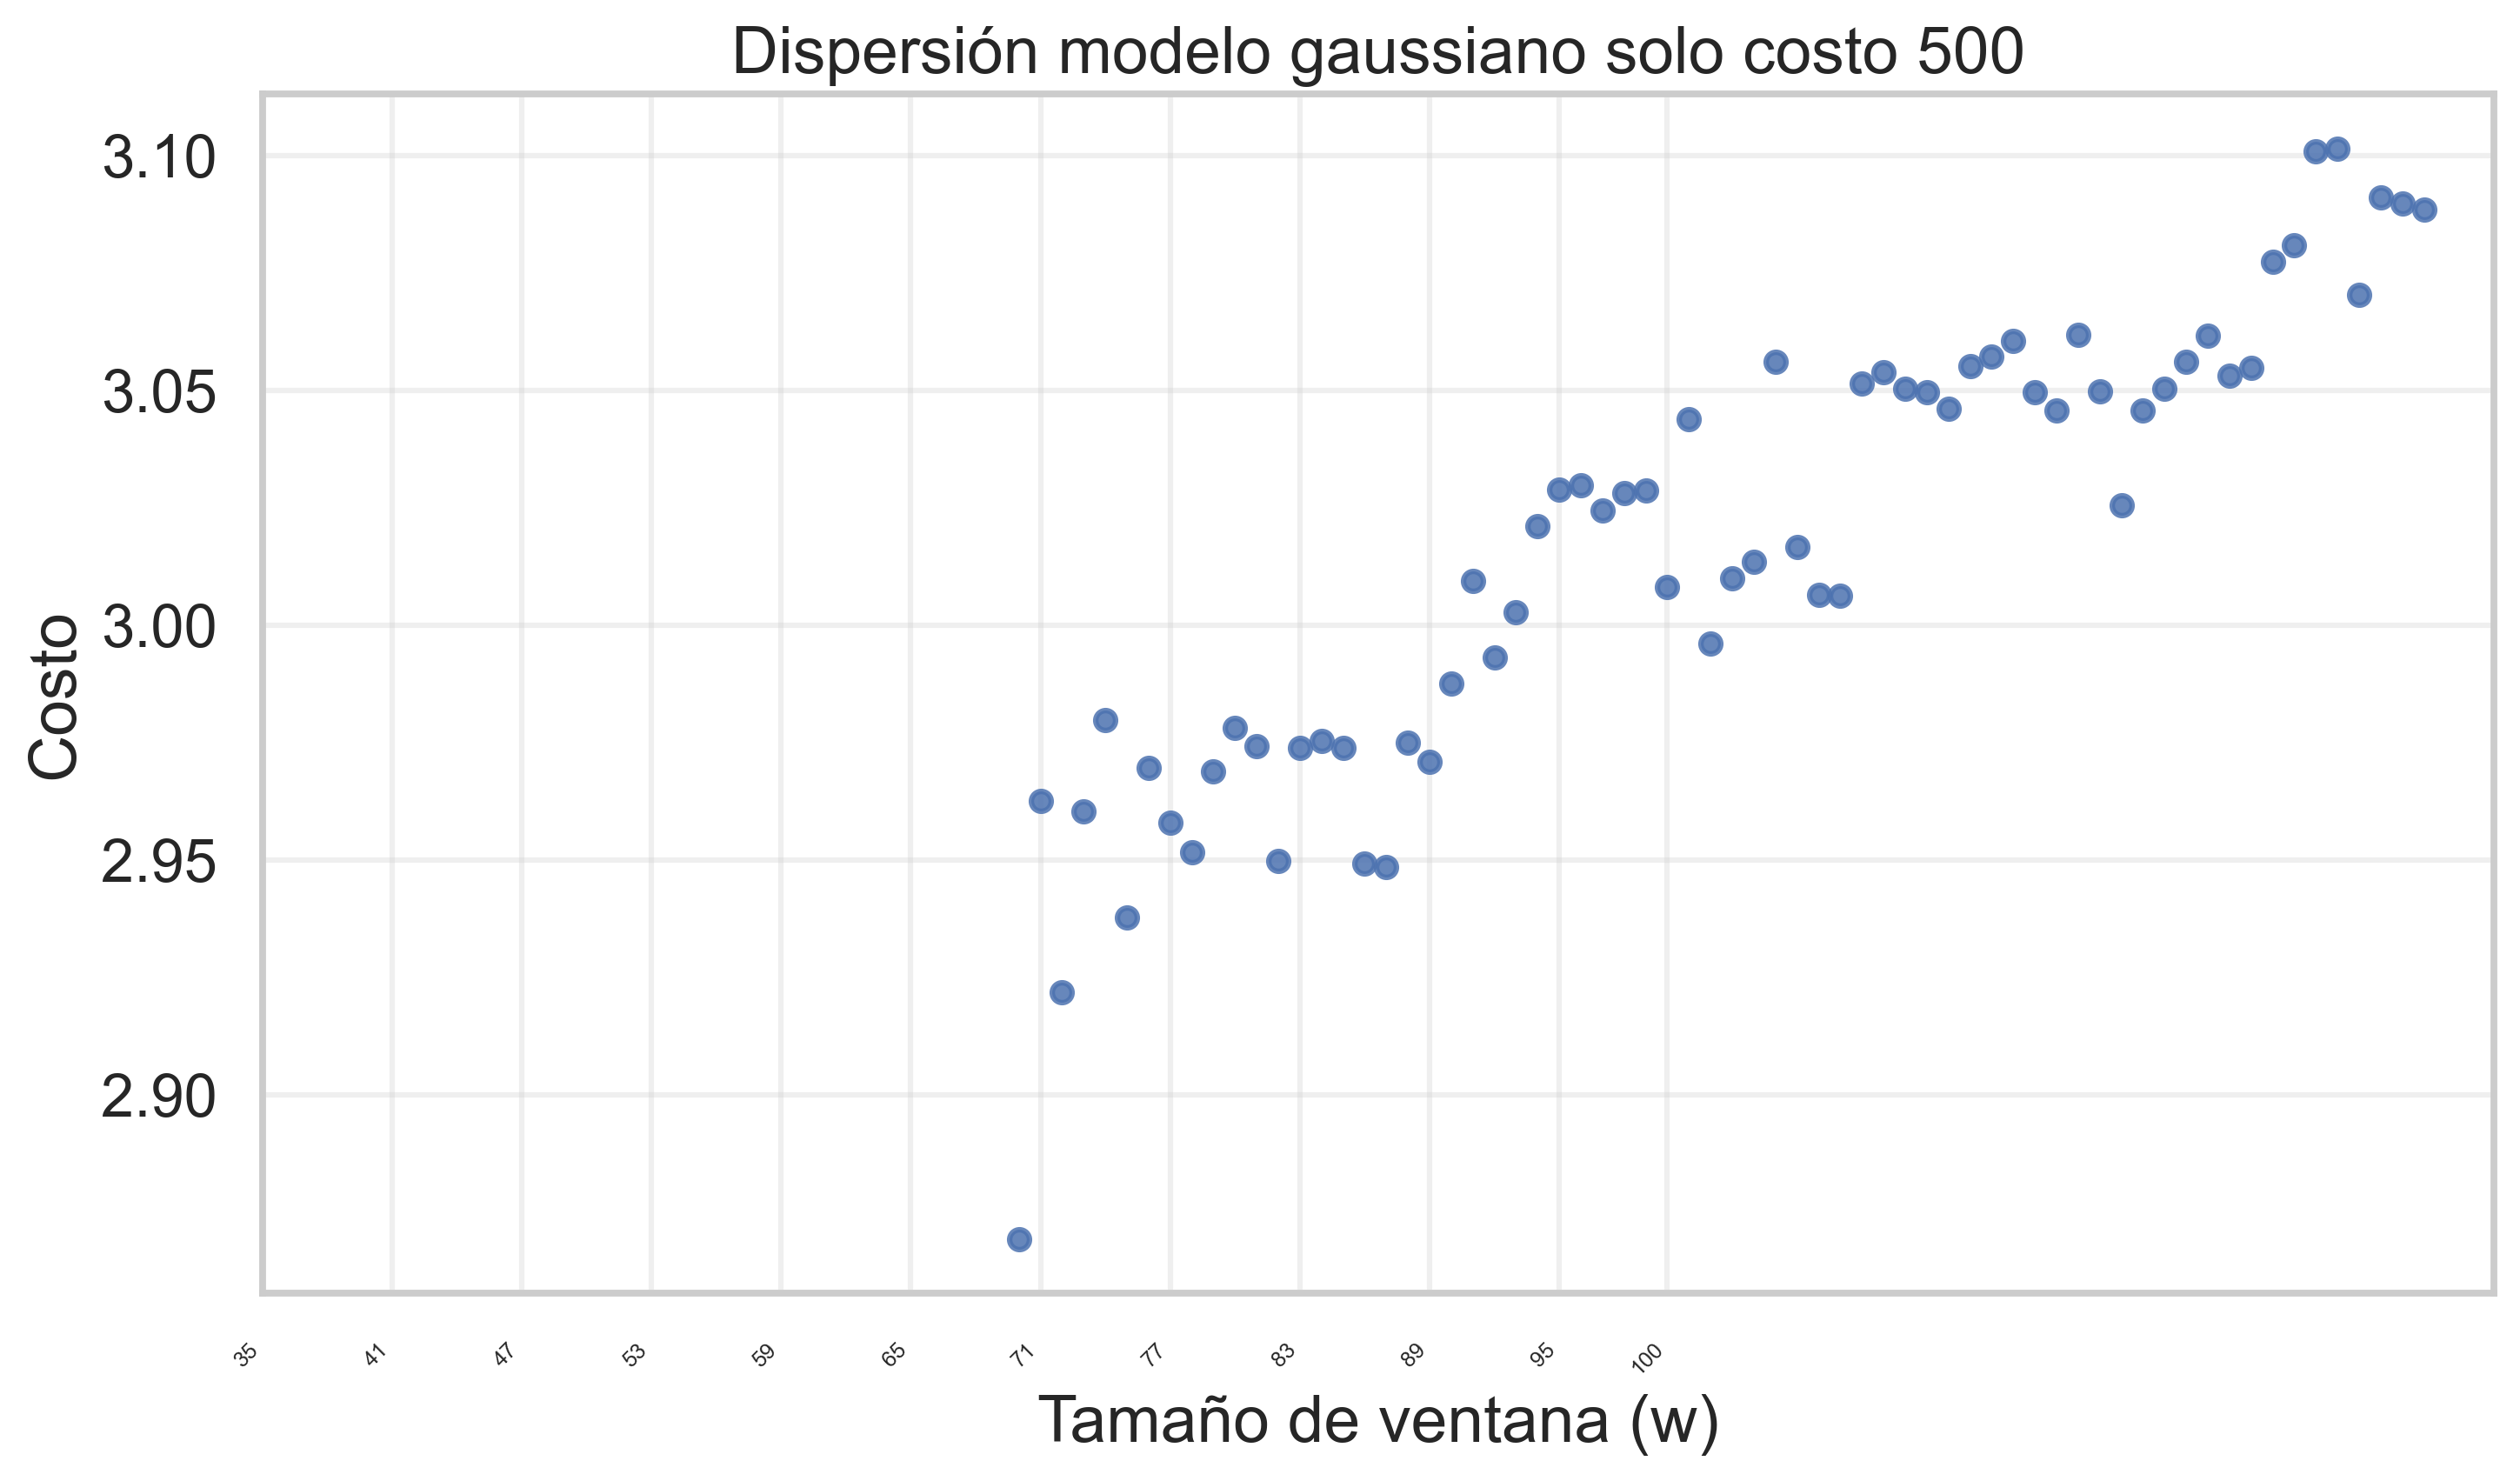 Dispersión modelo gaussiano solo costo 500
3.10
3.05
3.00
2.95
2.90
Costo
35 41 47 53 59 65 71 77 83 89 95 100
Tamaño de ventana (w)